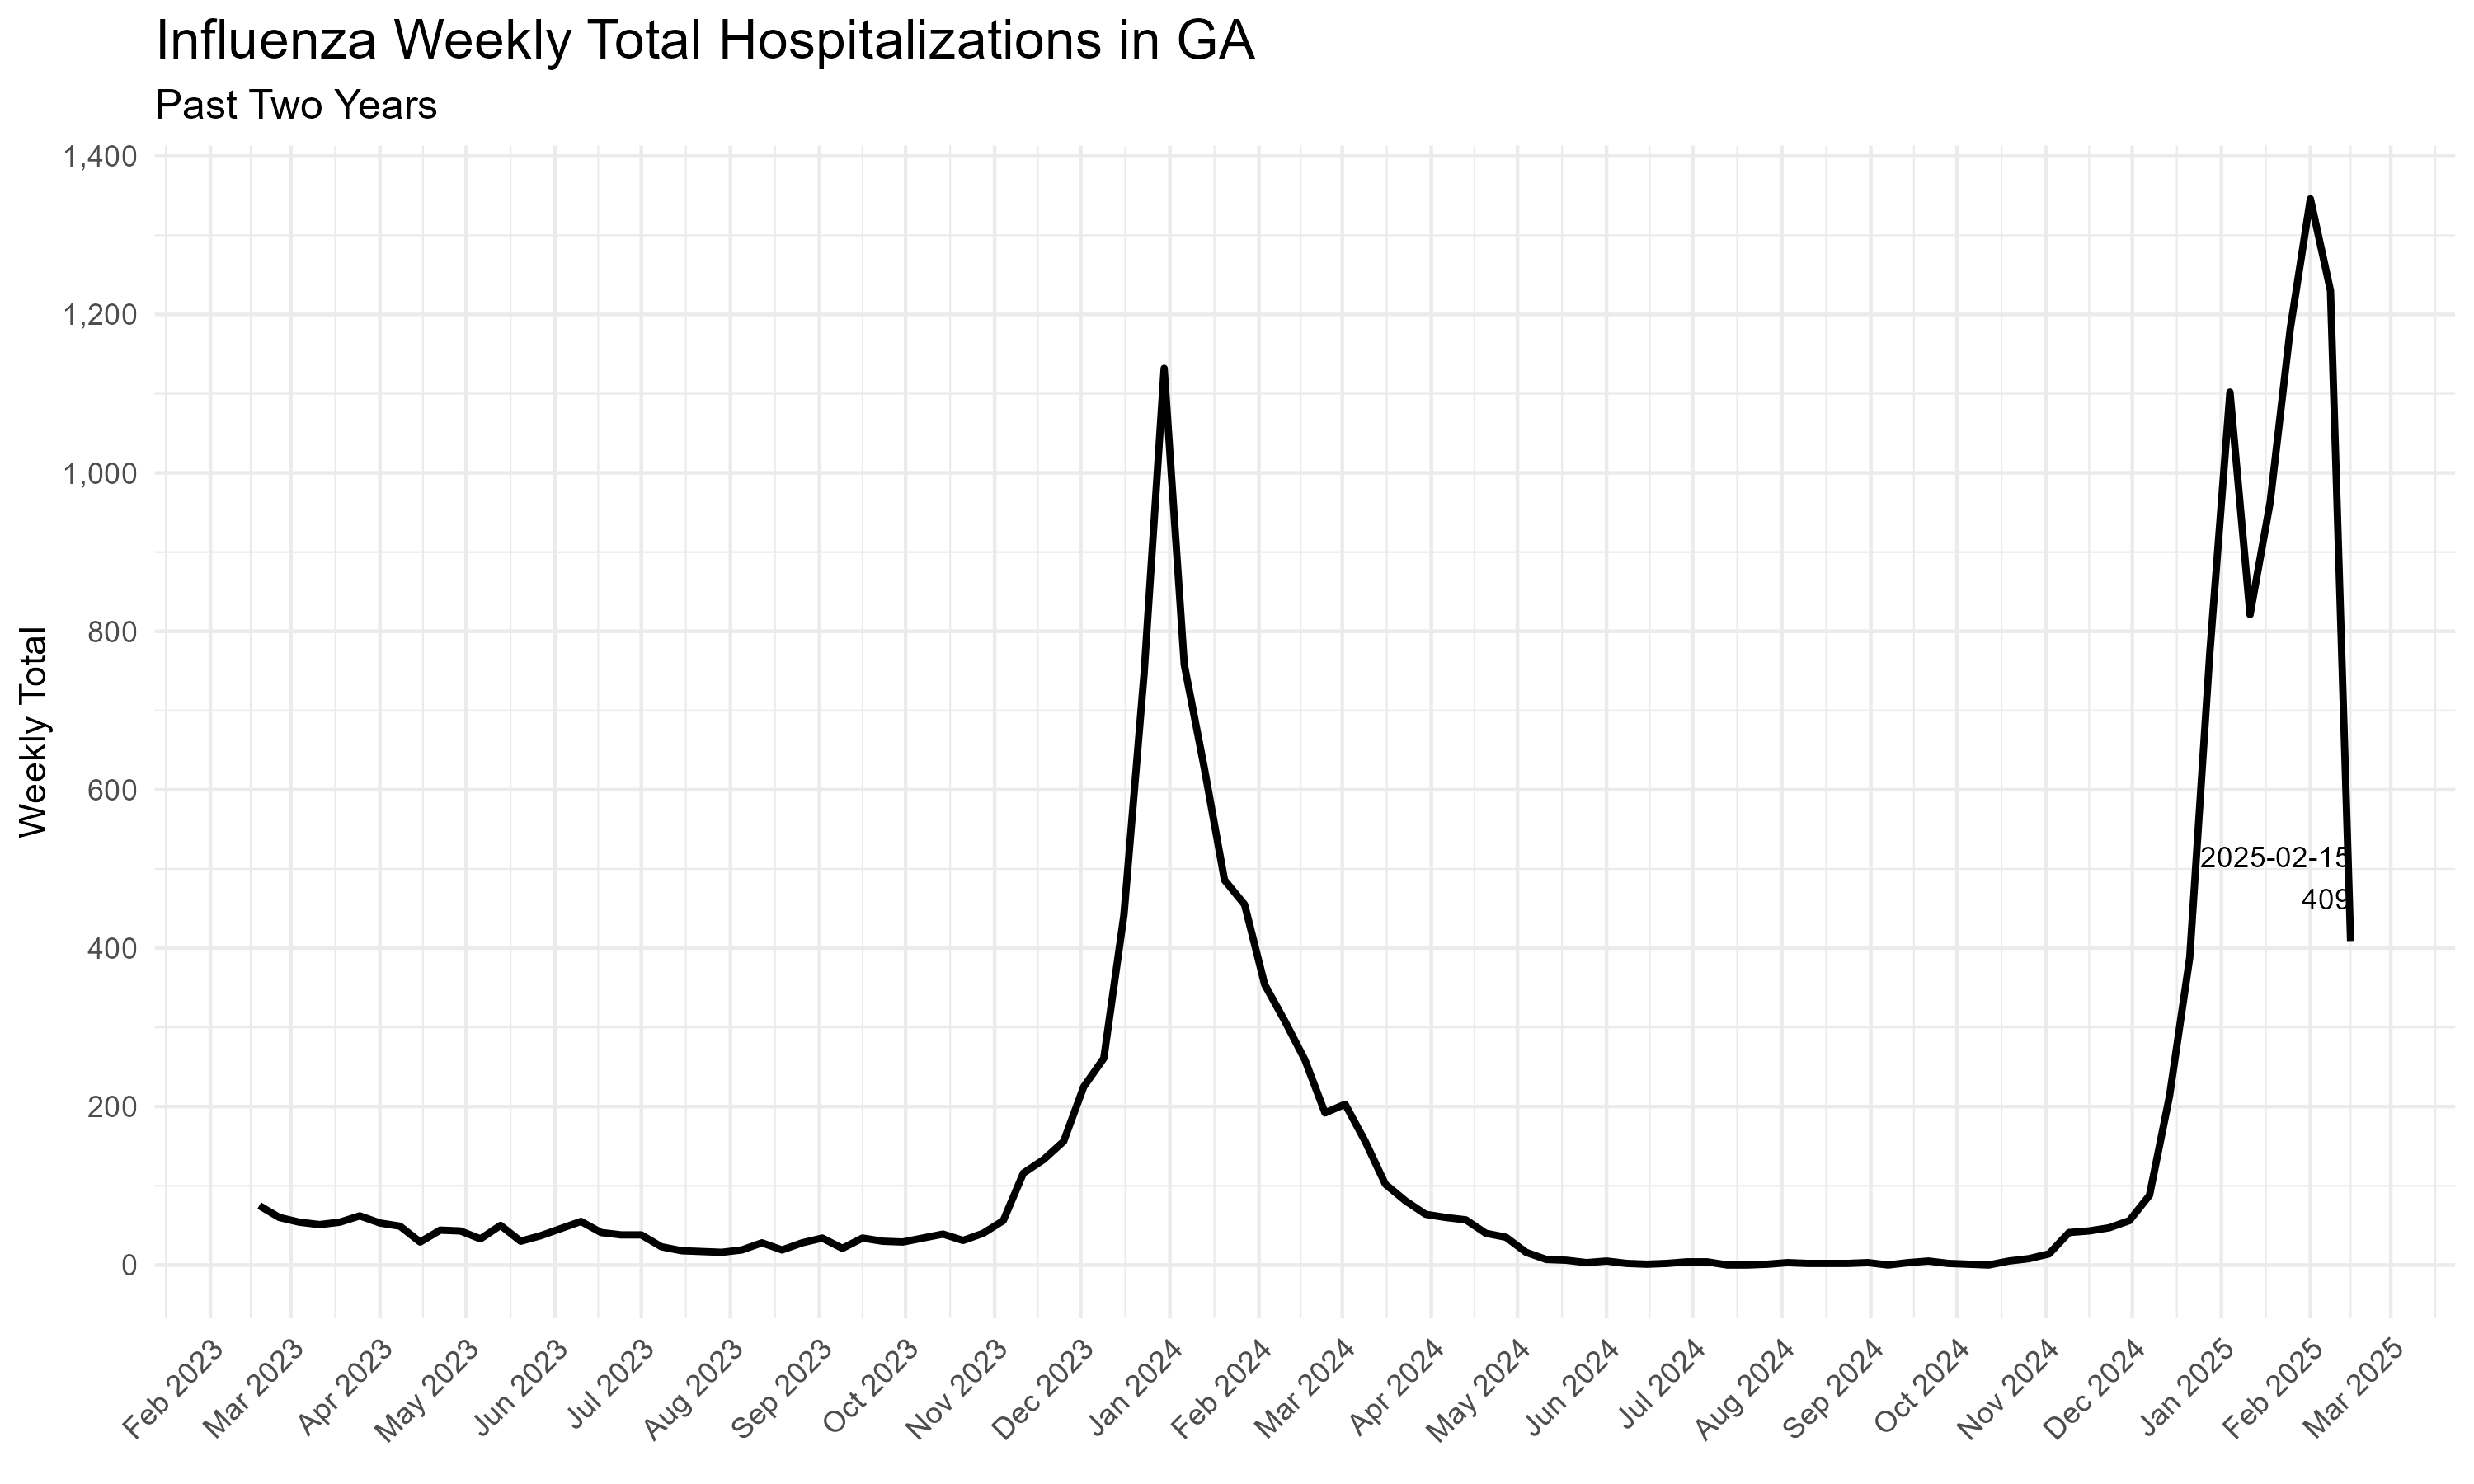 Influenza Weekly Total Hospitalizations in GA
Past Two Years
1,400
1,200
1,000
800
600
400
200
0
Weekly Total
2025-02-15
409
Feb 2023
Mar 2023
Apr 2023
May 2023
Jun 2023
Jul 2023
Aug 2023
Sep 2023
Oct 2023
Nov 2023
Dec 2023
Jan 2024
Feb 2024
Mar 2024
Apr 2024
May 2024
Jun 2024
Jul 2024
Aug 2024
Sep 2024
Oct 2024
Nov 2024
Dec 2024
Jan 2025
Feb 2025
Mar 2025